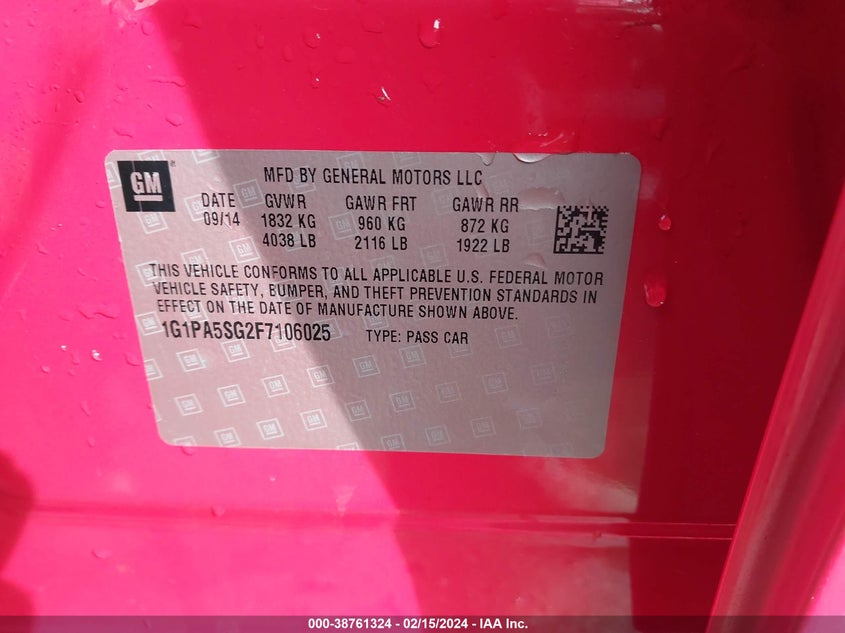 GM
MFD BY GENERAL MOTORS LLC
DATE GVWR GAWR FRT GAWR RR
09/14 1832 KG 960 KG 872 KG
4038 LB 2116 LB 1922 LB
THIS VEHICLE CONFORMS TO ALL APPLICABLE U.S. FEDERAL MOTOR
VEHICLE SAFETY, BUMPER, AND THEFT PREVENTION STANDARDS IN
EFFECT ON THE DATE OF MANUFACTURE SHOWN ABOVE.
1G1PA5SG2F7106025 TYPE: PASS CAR
000-38761324 - 02/15/2024 - IAA Inc.